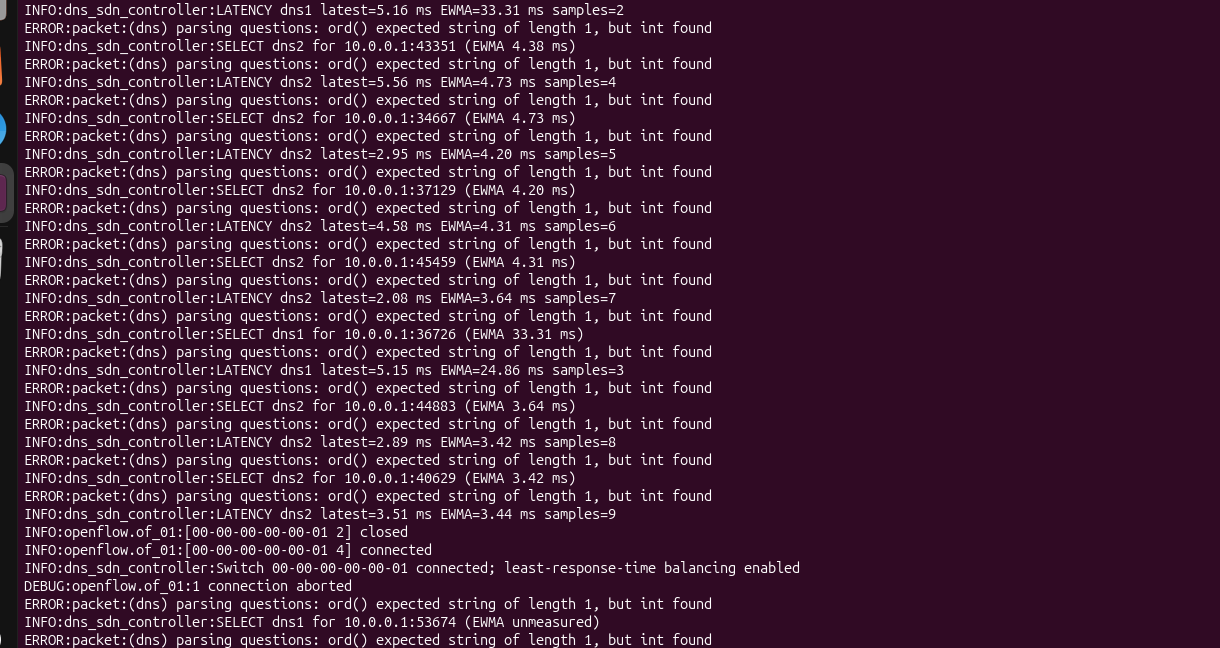 INFO:dns_sdn_controller:LATENCY dns1 latest=5.16 ms EWMA=33.31 ms samples=2
ERROR:packet:(dns) parsing questions: ord() expected string of length 1, but int found
INFO:dns_sdn_controller:SELECT dns2 for 10.0.0.1:43351 (EWMA 4.38 ms)
ERROR:packet:(dns) parsing questions: ord() expected string of length 1, but int found
INFO:dns_sdn_controller:LATENCY dns2 latest=5.56 ms EWMA=4.73 ms samples=4
ERROR:packet:(dns) parsing questions: ord() expected string of length 1, but int found
INFO:dns_sdn_controller:SELECT dns2 for 10.0.0.1:34667 (EWMA 4.73 ms)
ERROR:packet:(dns) parsing questions: ord() expected string of length 1, but int found
INFO:dns_sdn_controller:LATENCY dns2 latest=2.95 ms EWMA=4.20 ms samples=5
ERROR:packet:(dns) parsing questions: ord() expected string of length 1, but int found
INFO:dns_sdn_controller:SELECT dns2 for 10.0.0.1:37129 (EWMA 4.20 ms)
ERROR:packet:(dns) parsing questions: ord() expected string of length 1, but int found
INFO:dns_sdn_controller:LATENCY dns2 latest=4.58 ms EWMA=4.31 ms samples=6
ERROR:packet:(dns) parsing questions: ord() expected string of length 1, but int found
INFO:dns_sdn_controller:SELECT dns2 for 10.0.0.1:45459 (EWMA 4.31 ms)
ERROR:packet:(dns) parsing questions: ord() expected string of length 1, but int found
INFO:dns_sdn_controller:LATENCY dns2 latest=2.08 ms EWMA=3.64 ms samples=7
ERROR:packet:(dns) parsing questions: ord() expected string of length 1, but int found
INFO:dns_sdn_controller:SELECT dns1 for 10.0.0.1:36726 (EWMA 33.31 ms)
ERROR:packet:(dns) parsing questions: ord() expected string of length 1, but int found
INFO:dns_sdn_controller:LATENCY dns1 latest=5.15 ms EWMA=24.86 ms samples=3
ERROR:packet:(dns) parsing questions: ord() expected string of length 1, but int found
INFO:dns_sdn_controller:SELECT dns2 for 10.0.0.1:44883 (EWMA 3.64 ms)
ERROR:packet:(dns) parsing questions: ord() expected string of length 1, but int found
INFO:dns_sdn_controller:LATENCY dns2 latest=2.89 ms EWMA=3.42 ms samples=8
ERROR:packet:(dns) parsing questions: ord() expected string of length 1, but int found
INFO:dns_sdn_controller:SELECT dns2 for 10.0.0.1:40629 (EWMA 3.42 ms)
ERROR:packet:(dns) parsing questions: ord() expected string of length 1, but int found
INFO:dns_sdn_controller:LATENCY dns2 latest=3.51 ms EWMA=3.44 ms samples=9
INFO:openflow.of_01:[00-00-00-00-00-01 2] closed
INFO:openflow.of_01:[00-00-00-00-00-01 4] connected
INFO:dns_sdn_controller:Switch 00-00-00-00-00-01 connected; least-response-time balancing enabled
DEBUG:openflow.of_01:1 connection aborted
ERROR:packet:(dns) parsing questions: ord() expected string of length 1, but int found
INFO:dns_sdn_controller:SELECT dns1 for 10.0.0.1:53674 (EWMA unmeasured)
ERROR:packet:(dns) parsing questions: ord() expected string of length 1, but int found